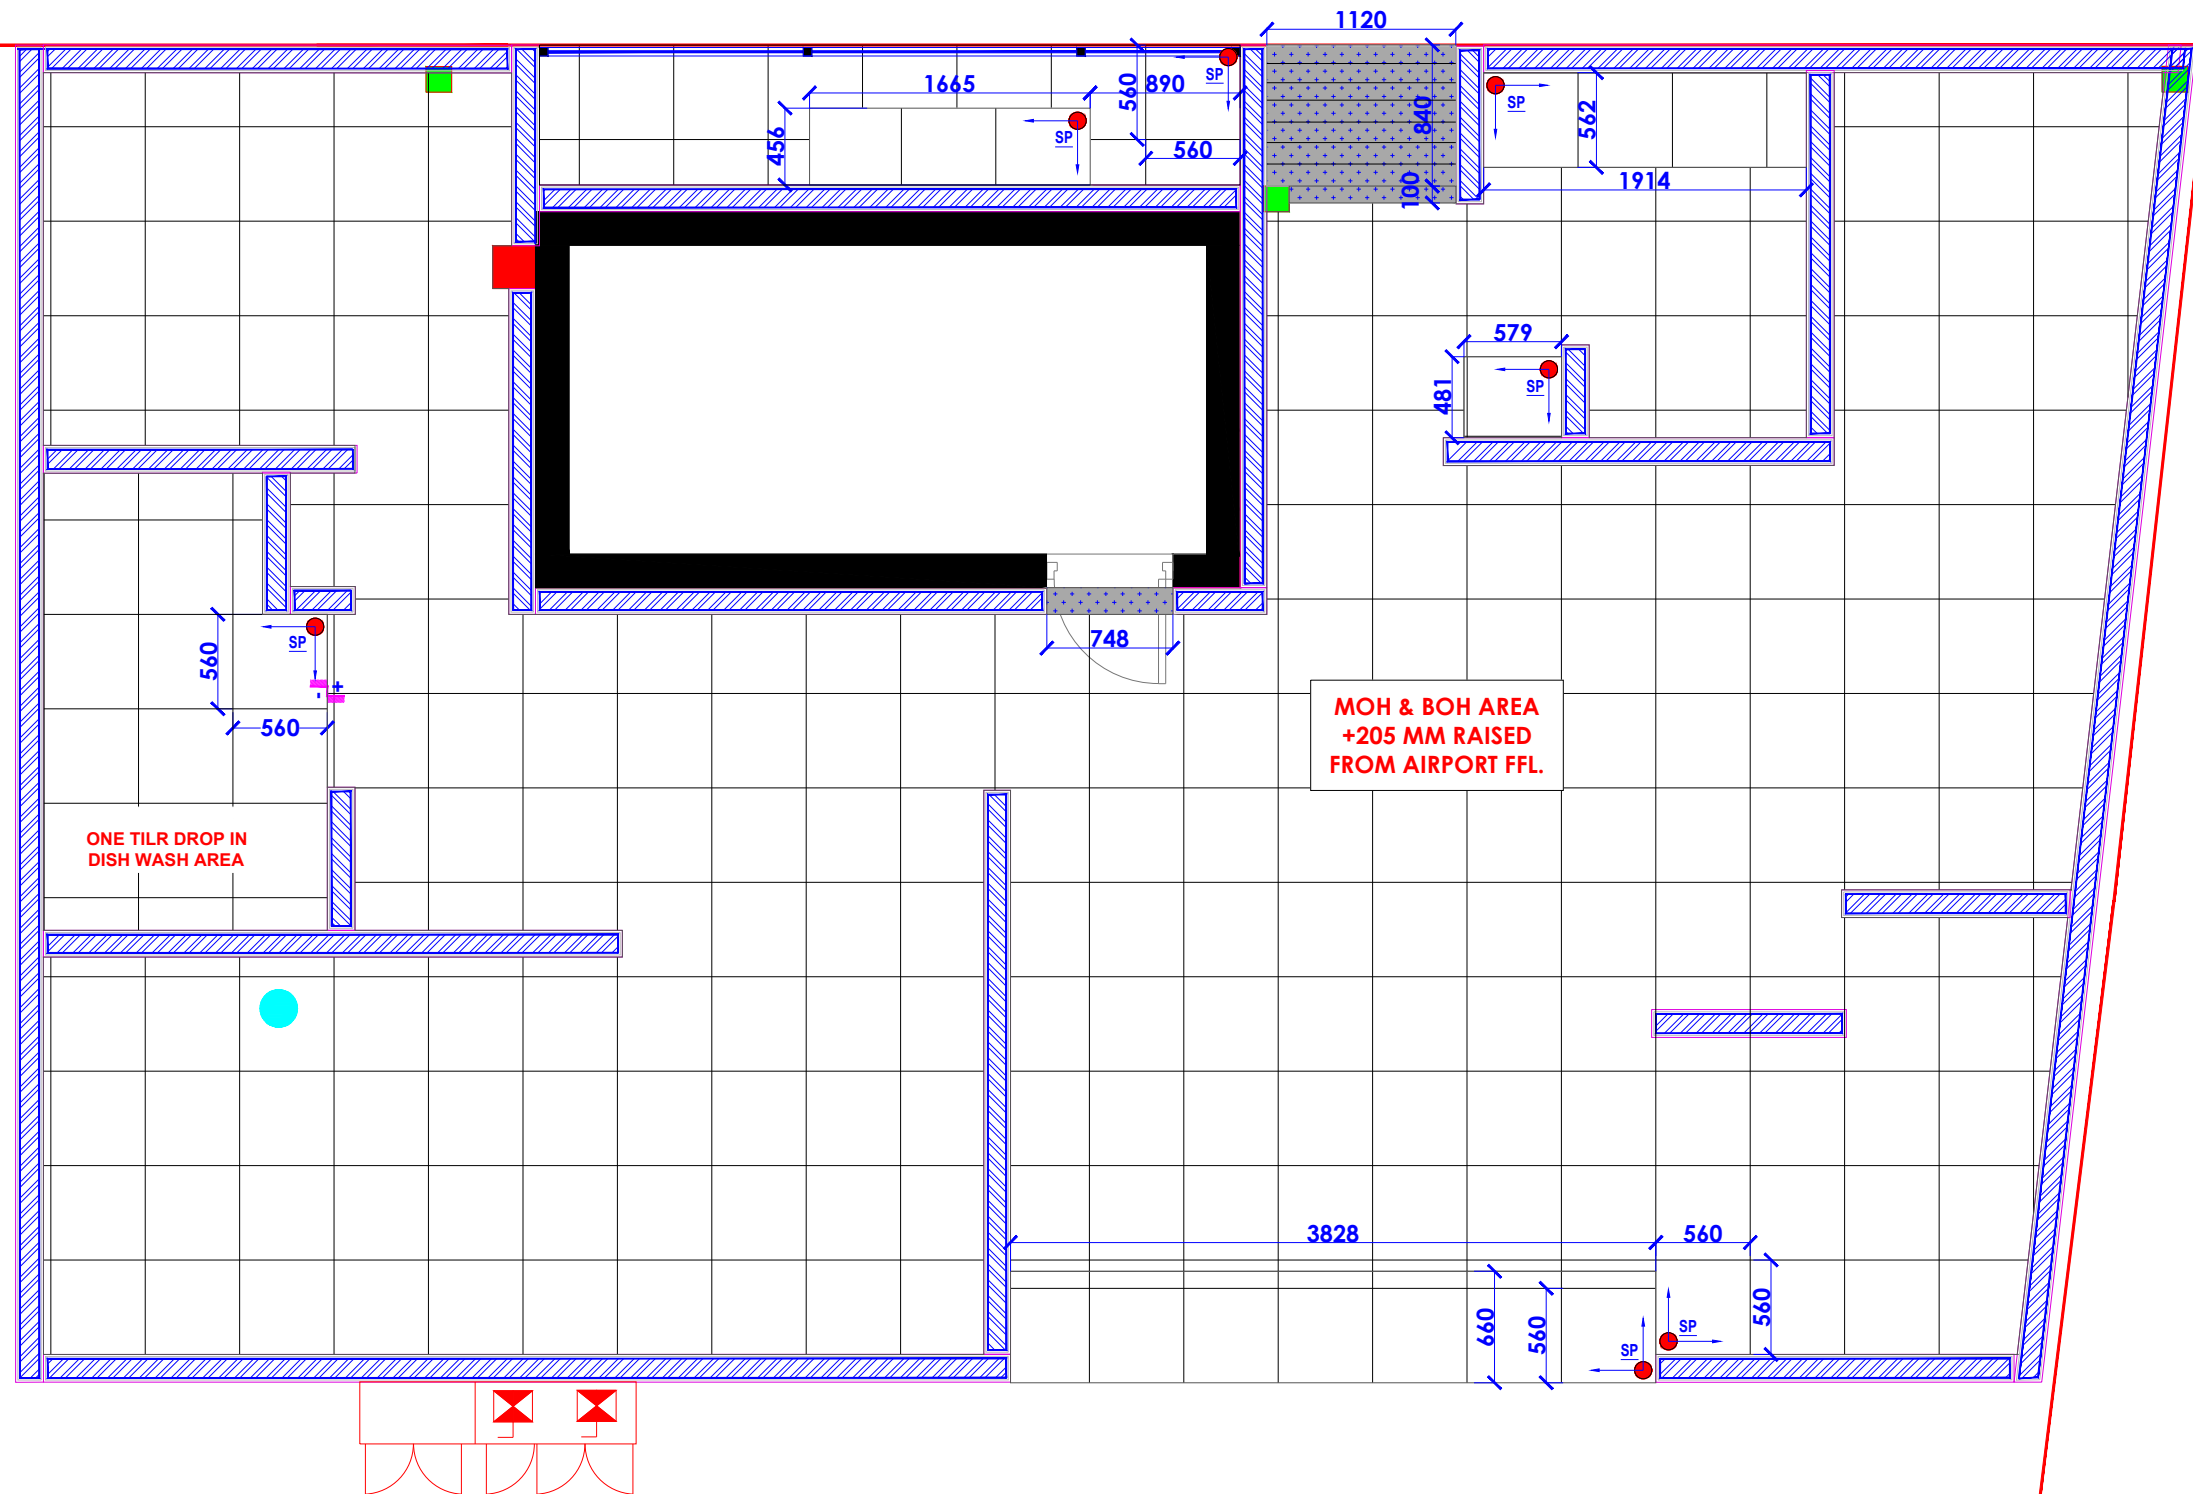 1120
1665
890
560
SP
840
562
SP
456
SP
560
100
1914
579
481
SP
SP
560
748
560
- +
MOH & BOH AREA
+205 MM RAISED
FROM AIRPORT FFL.
ONE TILR DROP IN
DISH WASH AREA
3828
560
660
560
560
SP
SP